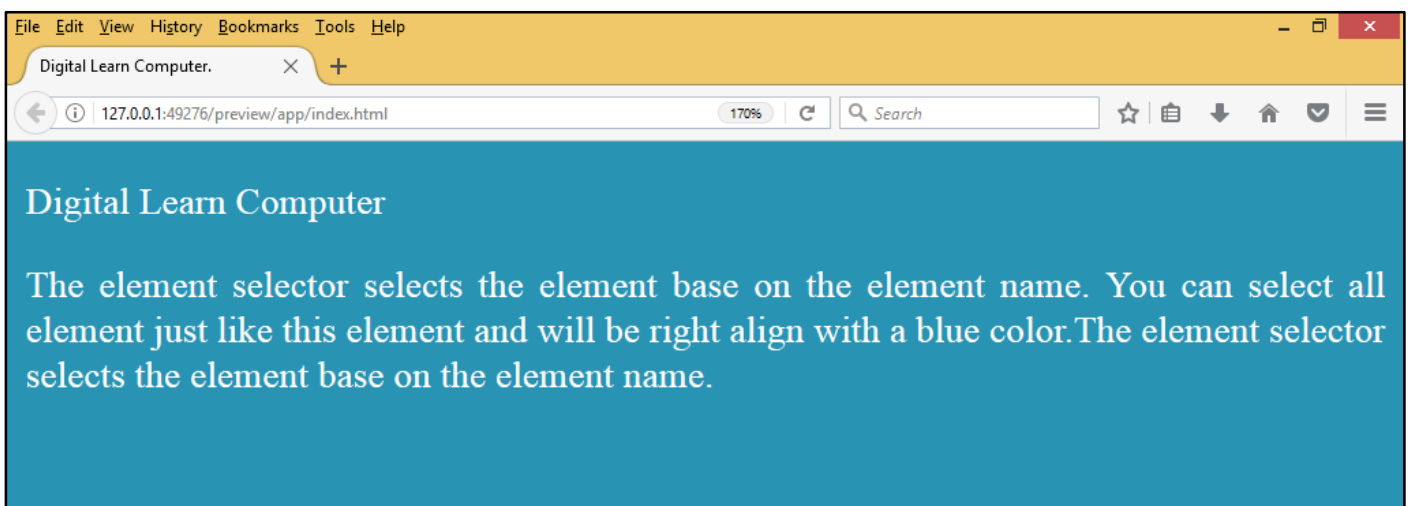 File Edit View History Bookmarks Tools Help
Digital Learn Computer.
127.0.0.1:49276/preview/app/index.html 170% Search
Digital Learn Computer
The element selector selects the element base on the element name. You can select all
element just like this element and will be right align with a blue color.The element selector
selects the element base on the element name.